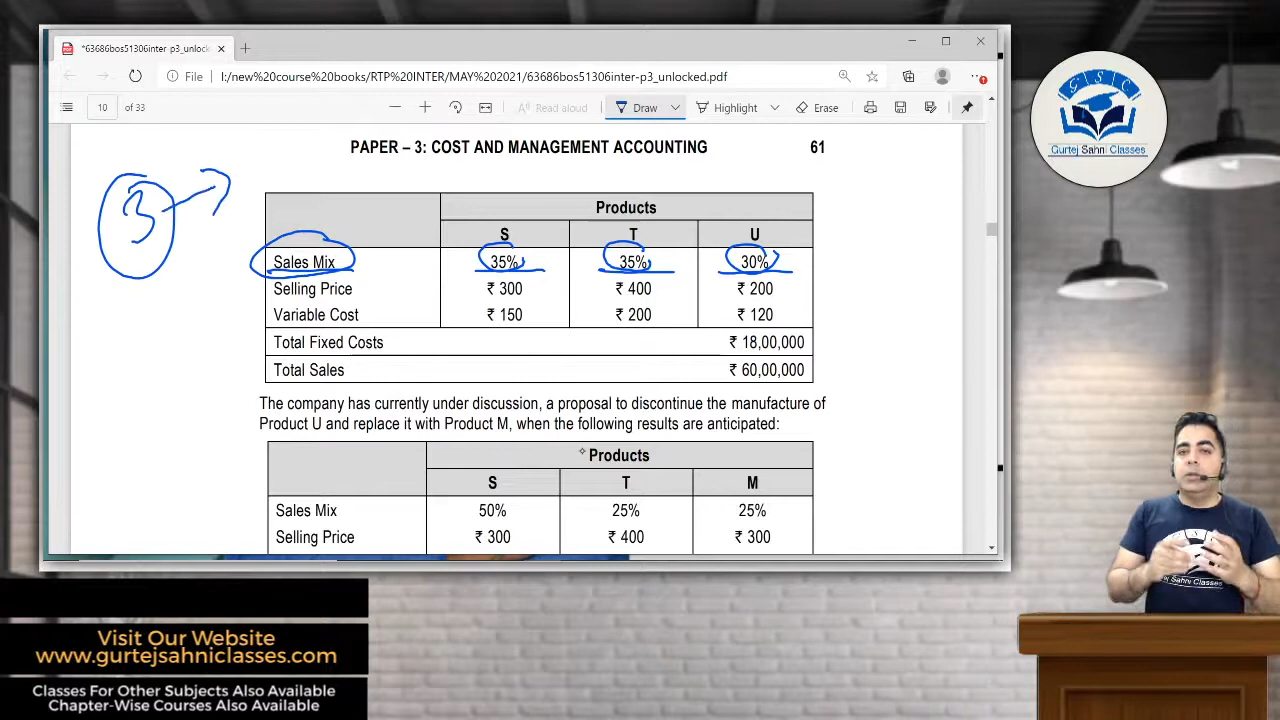 *63686bos51306inter-p3_unlock
File
I:/new%20course%20books/RTP%20INTER/MAY%202021/63686bos51306inter-p3_unlocked.pdf
10 of 33
Read aloud
Draw
Highlight
Erase
PAPER – 3: COST AND MANAGEMENT ACCOUNTING 61
3
Products
S T U
Sales Mix 35% 35% 30%
Selling Price ₹ 300 ₹ 400 ₹ 200
Variable Cost ₹ 150 ₹ 200 ₹ 120
Total Fixed Costs ₹ 18,00,000
Total Sales ₹ 60,00,000
The company has currently under discussion, a proposal to discontinue the manufacture of
Product U and replace it with Product M, when the following results are anticipated:
Products
S T M
Sales Mix 50% 25% 25%
Selling Price ₹ 300 ₹ 400 ₹ 300
GSC
Gurtej Sahni Classes
Sahni Classes
Visit Our Website
www.gurtejsahniclasses.com
Classes For Other Subjects Also Available
Chapter-Wise Courses Also Available